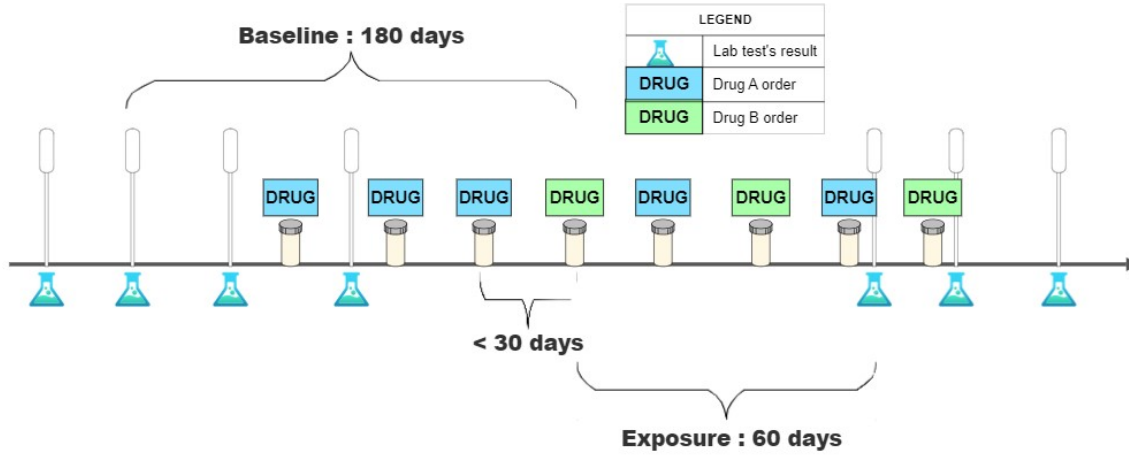 LEGEND
Lab test's result
DRUG Drug A order
DRUG Drug B order
Baseline : 180 days
DRUG DRUG DRUG DRUG DRUG DRUG DRUG DRUG
< 30 days
Exposure : 60 days